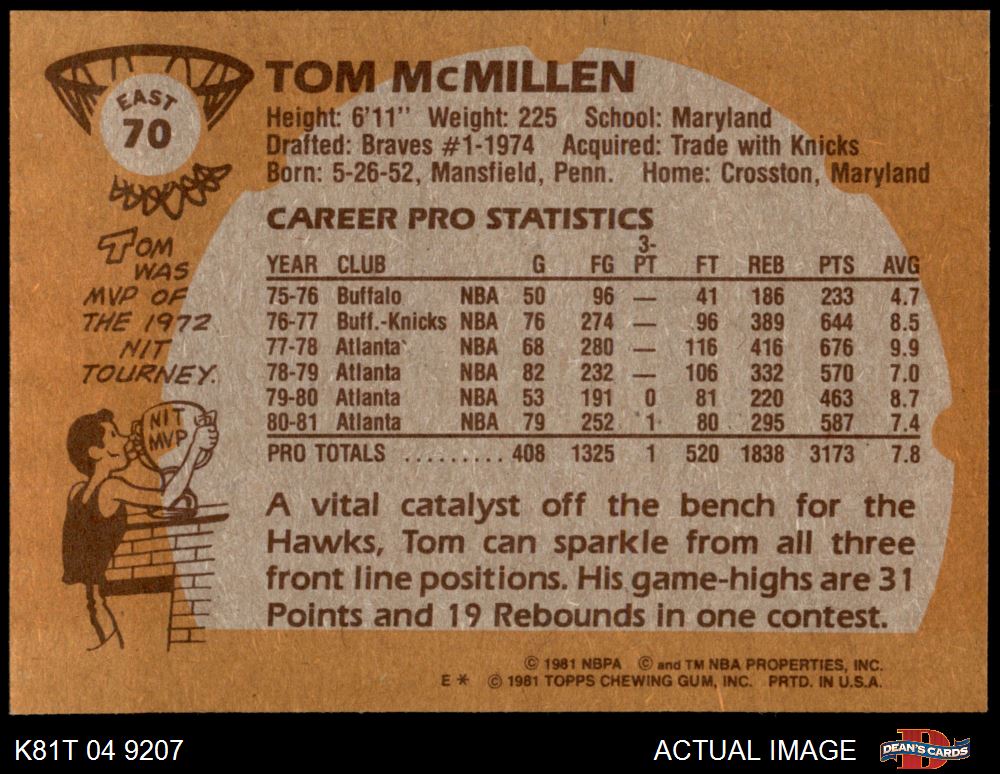 EAST
70
TOM McMILLEN
Height: 6'11" Weight: 225 School: Maryland
Drafted: Braves #1-1974 Acquired: Trade with Knicks
Born: 5-26-52, Mansfield, Penn. Home: Crosston, Maryland
CAREER PRO STATISTICS
YEAR CLUB G FG 3-PT FT REB PTS AVG
75-76 Buffalo NBA 50 96 — 41 186 233 4.7
76-77 Buff.-Knicks NBA 76 274 — 96 389 644 8.5
77-78 Atlanta NBA 68 280 — 116 416 676 9.9
78-79 Atlanta NBA 82 232 — 106 332 570 7.0
79-80 Atlanta NBA 53 191 0 81 220 463 8.7
80-81 Atlanta NBA 79 252 1 80 295 587 7.4
PRO TOTALS .......... 408 1325 1 520 1838 3173 7.8
TOM
WAS
MVP OF
THE 1972
NIT
TOURNEY.
NIT
MVP
A vital catalyst off the bench for the
Hawks, Tom can sparkle from all three
front line positions. His game-highs are 31
Points and 19 Rebounds in one contest.
© 1981 NBPA © and TM NBA PROPERTIES, INC.
E * © 1981 TOPPS CHEWING GUM, INC. PRTD. IN U.S.A.
K81T 04 9207
ACTUAL IMAGE
DEAN'S CARDS